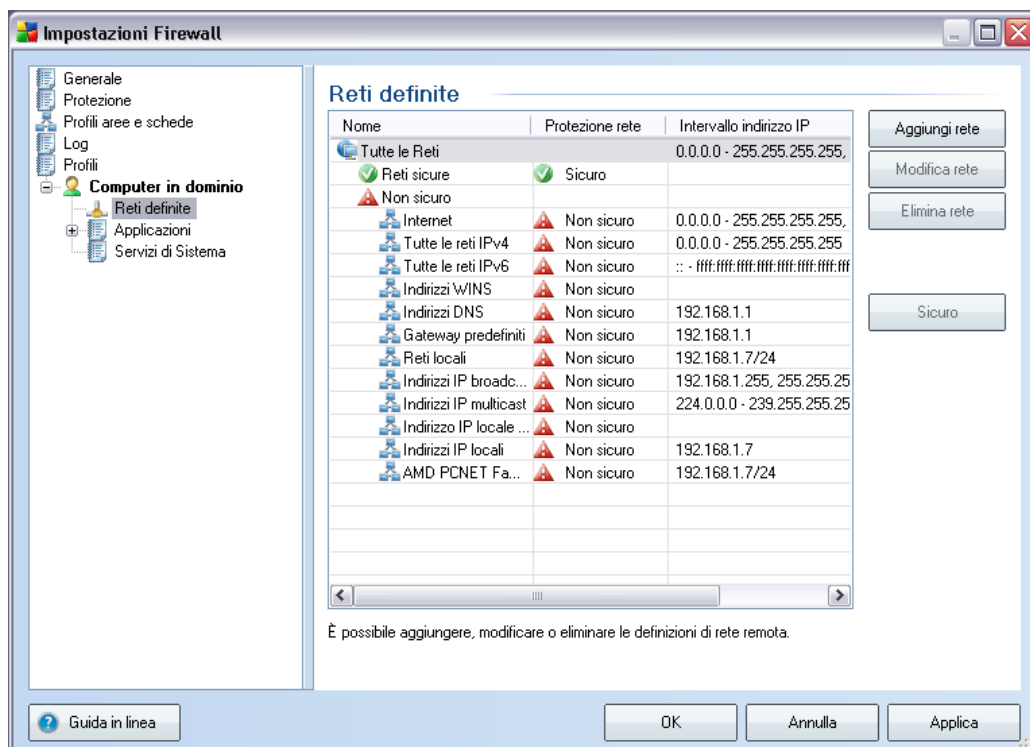 Impostazioni Firewall
Generale
Protezione
Profili aree e schede
Log
Profili
Computer in dominio
Reti definite
Applicazioni
Servizi di Sistema
Reti definite
Nome Protezione rete Intervallo indirizzo IP
Tutte le Reti 0.0.0.0 - 255.255.255.255,
Reti sicure Sicuro
Non sicuro
Internet Non sicuro 0.0.0.0 - 255.255.255.255,
Tutte le reti IPv4 Non sicuro 0.0.0.0 - 255.255.255.255
Tutte le reti IPv6 Non sicuro :: - ffff:ffff:ffff:ffff:ffff:ffff:ffff:fff
Indirizzi WINS Non sicuro
Indirizzi DNS Non sicuro 192.168.1.1
Gateway predefiniti Non sicuro 192.168.1.1
Reti locali Non sicuro 192.168.1.7/24
Indirizzi IP broadc... Non sicuro 192.168.1.255, 255.255.25
Indirizzi IP multicast Non sicuro 224.0.0.0 - 239.255.255.25
Indirizzo IP locale ... Non sicuro
Indirizzi IP locali Non sicuro 192.168.1.7
AMD PCNET Fa... Non sicuro 192.168.1.7/24
È possibile aggiungere, modificare o eliminare le definizioni di rete remota.
Aggiungi rete
Modifica rete
Elimina rete
Sicuro
Guida in linea
OK
Annulla
Applica